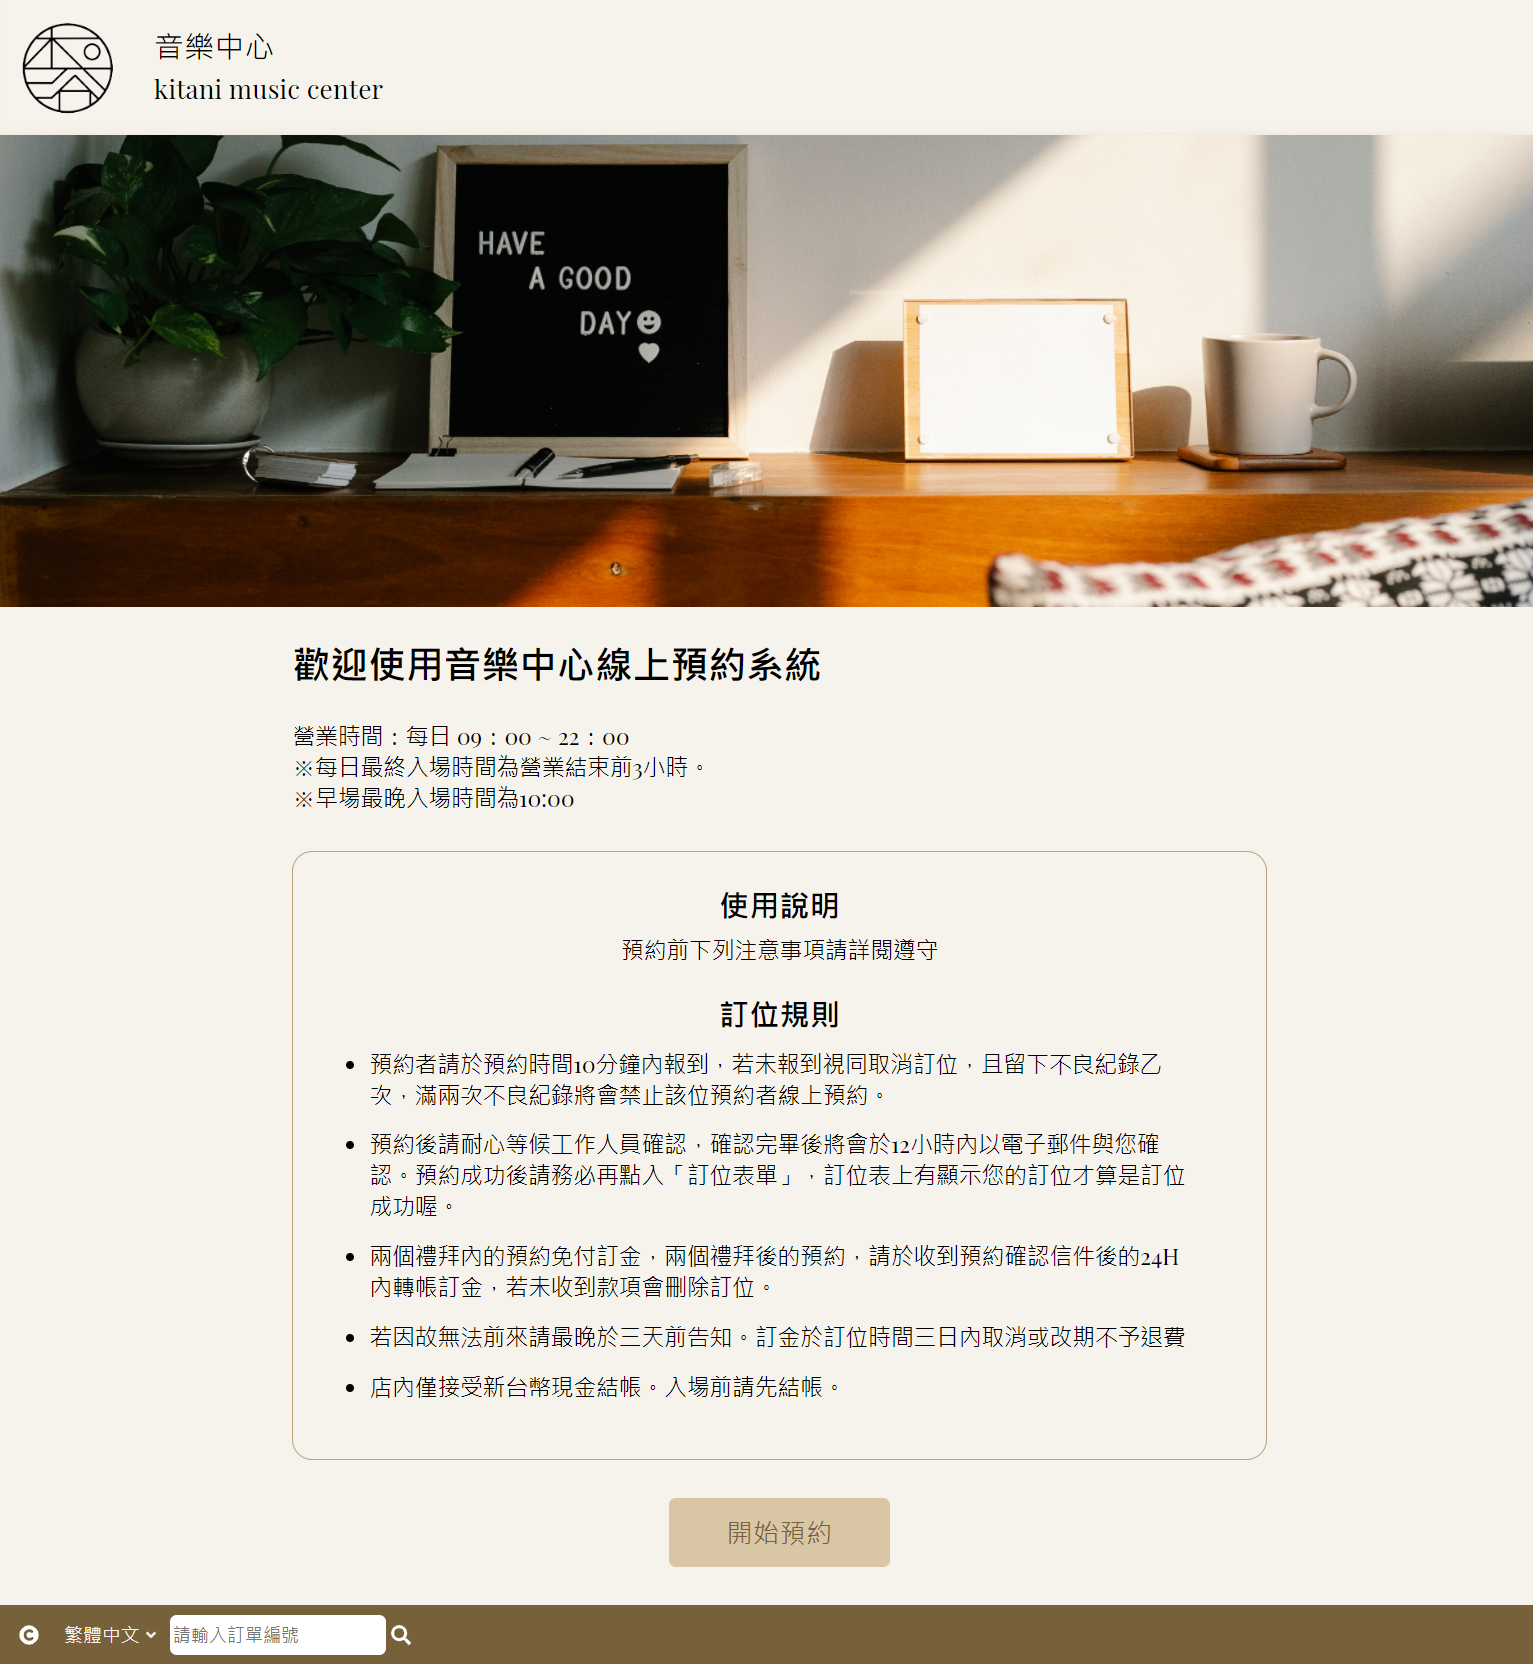 音樂中心
kitani music center
HAVE
A GOOD
DAY
歡迎使用音樂中心線上預約系統
營業時間：每日 09：00 ~ 22：00
※每日最終入場時間為營業結束前3小時。
※早場最晚入場時間為10:00
使用說明
預約前下列注意事項請詳閱遵守
訂位規則
預約者請於預約時間10分鐘內報到，若未報到視同取消訂位，且留下不良紀錄乙
次，滿兩次不良紀錄將會禁止該位預約者線上預約。
預約後請耐心等候工作人員確認，確認完畢後將會於12小時內以電子郵件與您確
認。預約成功後請務必再點入「訂位表單」，訂位表上有顯示您的訂位才算是訂位
成功喔。
兩個禮拜內的預約免付訂金，兩個禮拜後的預約，請於收到預約確認信件後的24H
內轉帳訂金，若未收到款項會刪除訂位。
若因故無法前來請最晚於三天前告知。訂金於訂位時間三日內取消或改期不予退費
店內僅接受新台幣現金結帳。入場前請先結帳。
開始預約
繁體中文 請輸入訂單編號